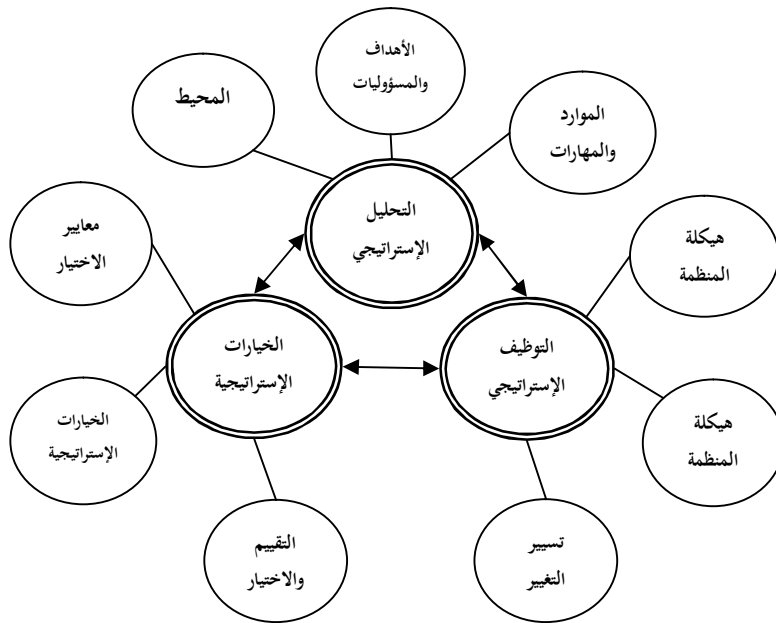 الأهداف
والمسؤوليات
المحيط
الموارد
والمهارات
التحليل
الإستراتيجي
معايير
الاختيار
هيكلة
المنظمة
الخيارات
الإستراتيجية
التوظيف
الإستراتيجي
الخيارات
الإستراتيجية
هيكلة
المنظمة
التقييم
والاختيار
تسيير
التغيير